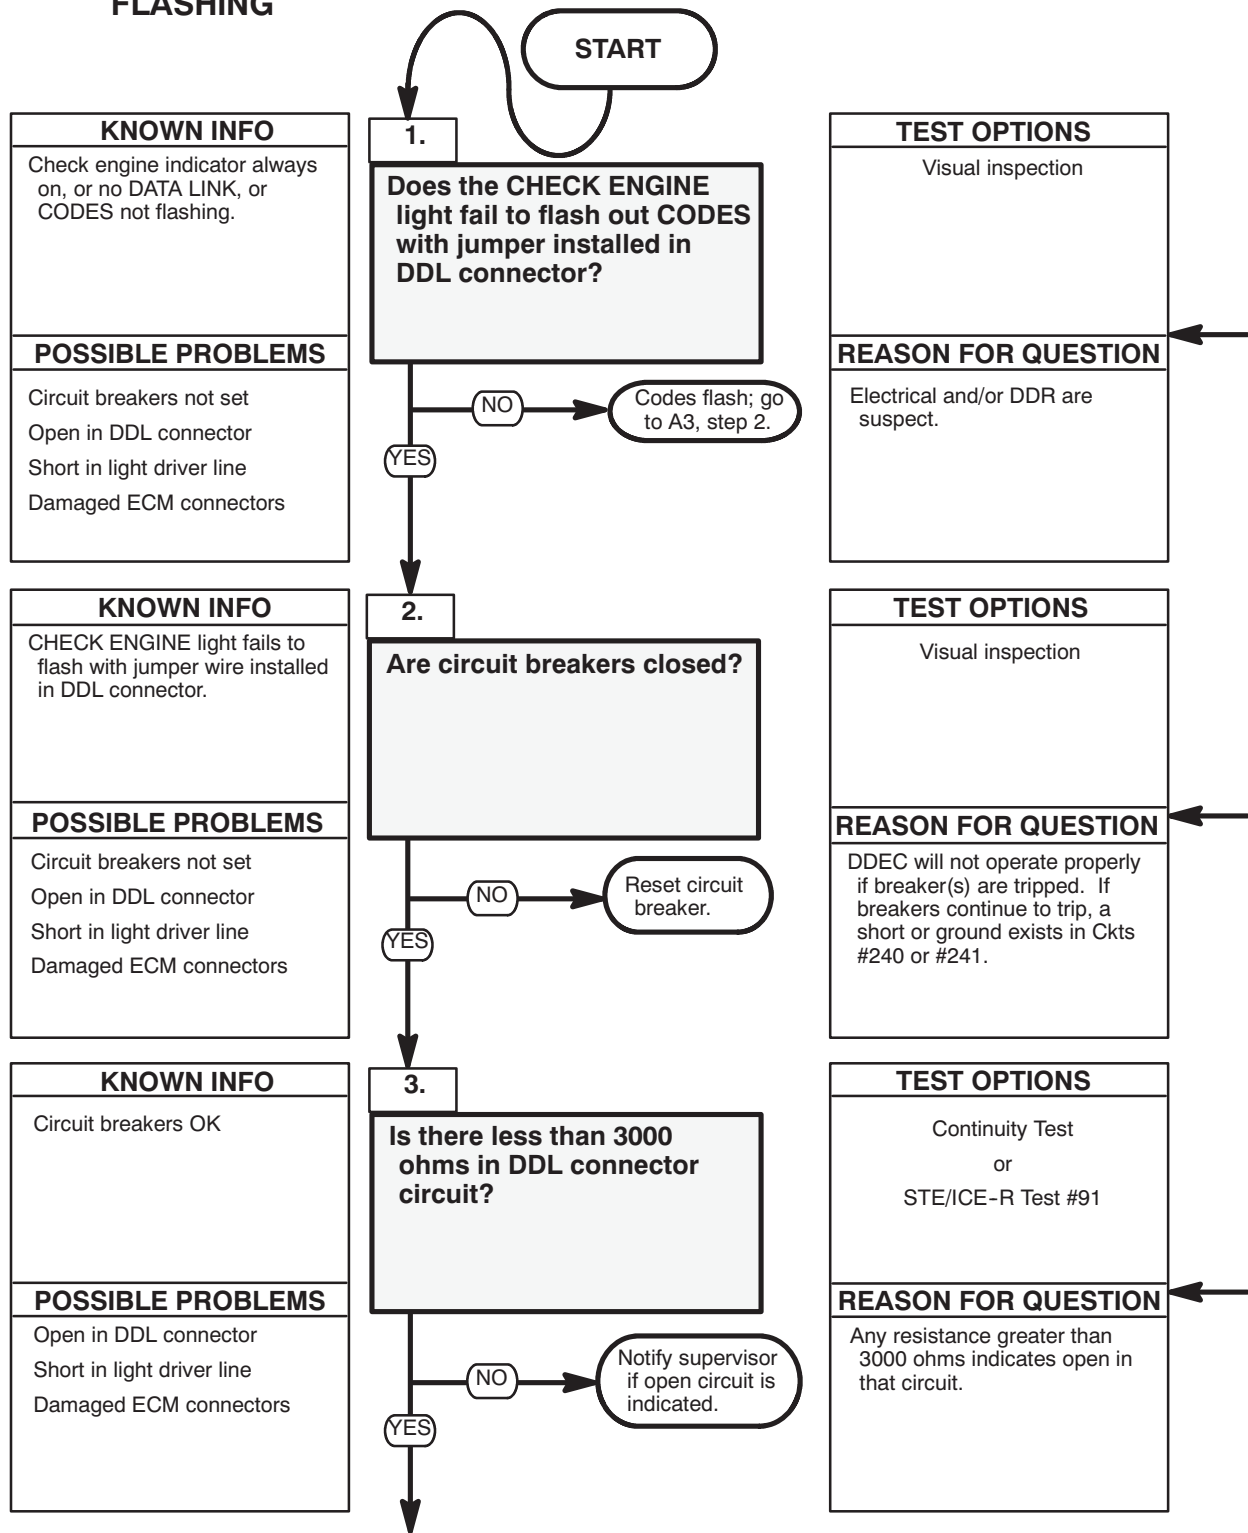 FLASHING
START
KNOWN INFO
Check engine indicator always
on, or no DATA LINK, or
CODES not flashing.
POSSIBLE PROBLEMS
Circuit breakers not set
Open in DDL connector
Short in light driver line
Damaged ECM connectors
1.
Does the CHECK ENGINE
light fail to flash out CODES
with jumper installed in
DDL connector?
NO
Codes flash; go
to A3, step 2.
YES
TEST OPTIONS
Visual inspection
REASON FOR QUESTION
Electrical and/or DDR are
suspect.
KNOWN INFO
CHECK ENGINE light fails to
flash with jumper wire installed
in DDL connector.
POSSIBLE PROBLEMS
Circuit breakers not set
Open in DDL connector
Short in light driver line
Damaged ECM connectors
2.
Are circuit breakers closed?
NO
Reset circuit
breaker.
YES
TEST OPTIONS
Visual inspection
REASON FOR QUESTION
DDEC will not operate properly
if breaker(s) are tripped. If
breakers continue to trip, a
short or ground exists in Ckts
#240 or #241.
KNOWN INFO
Circuit breakers OK
POSSIBLE PROBLEMS
Open in DDL connector
Short in light driver line
Damaged ECM connectors
3.
Is there less than 3000
ohms in DDL connector
circuit?
NO
Notify supervisor
if open circuit is
indicated.
YES
TEST OPTIONS
Continuity Test
or
STE/ICE-R Test #91
REASON FOR QUESTION
Any resistance greater than
3000 ohms indicates open in
that circuit.